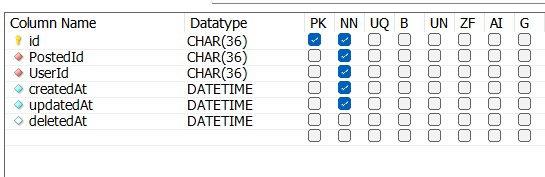 Column Name Datatype PK NN UQ B UN ZF AI G
id CHAR(36)
PostedId CHAR(36)
UserId CHAR(36)
createdAt DATETIME
updatedAt DATETIME
deletedAt DATETIME